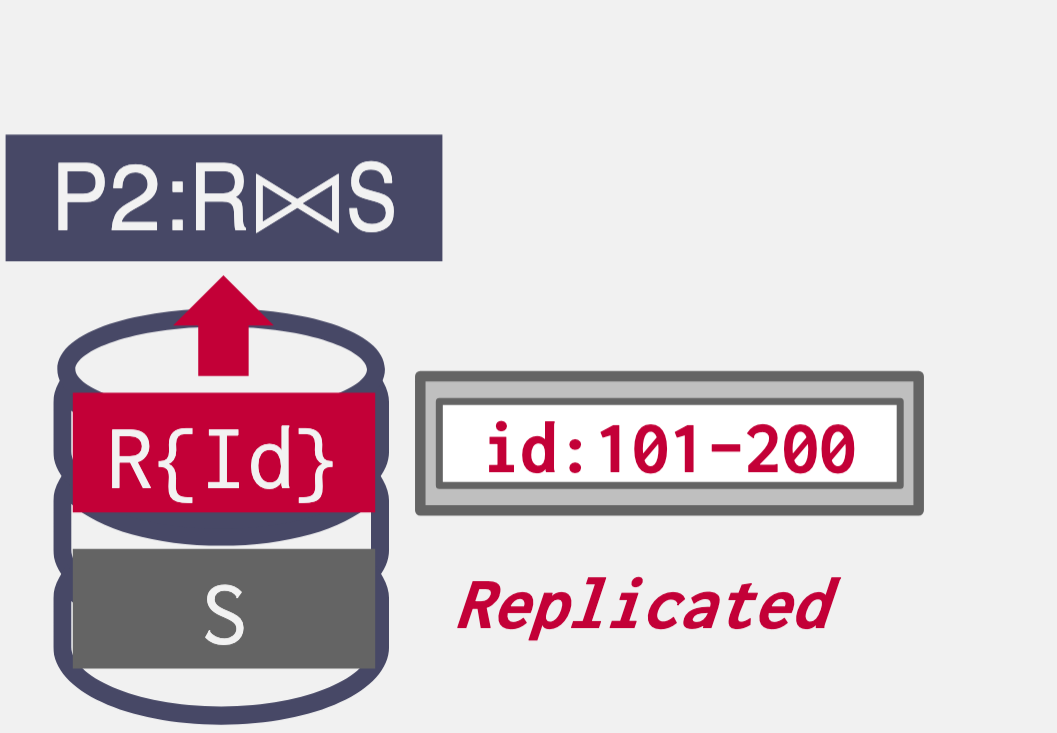 P2:R⋈S
R{Id}
id:101-200
S
Replicated